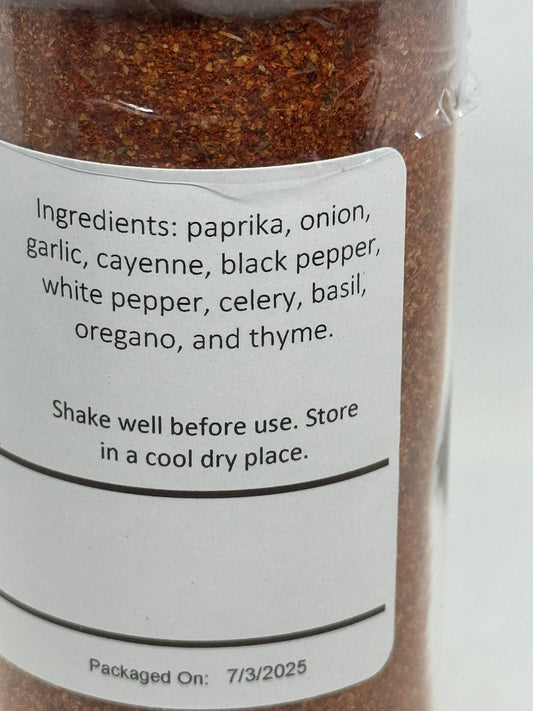 Ingredients: paprika, onion,
garlic, cayenne, black pepper,
white pepper, celery, basil,
oregano, and thyme.
Shake well before use. Store
in a cool dry place.
Packaged On: 7/3/2025